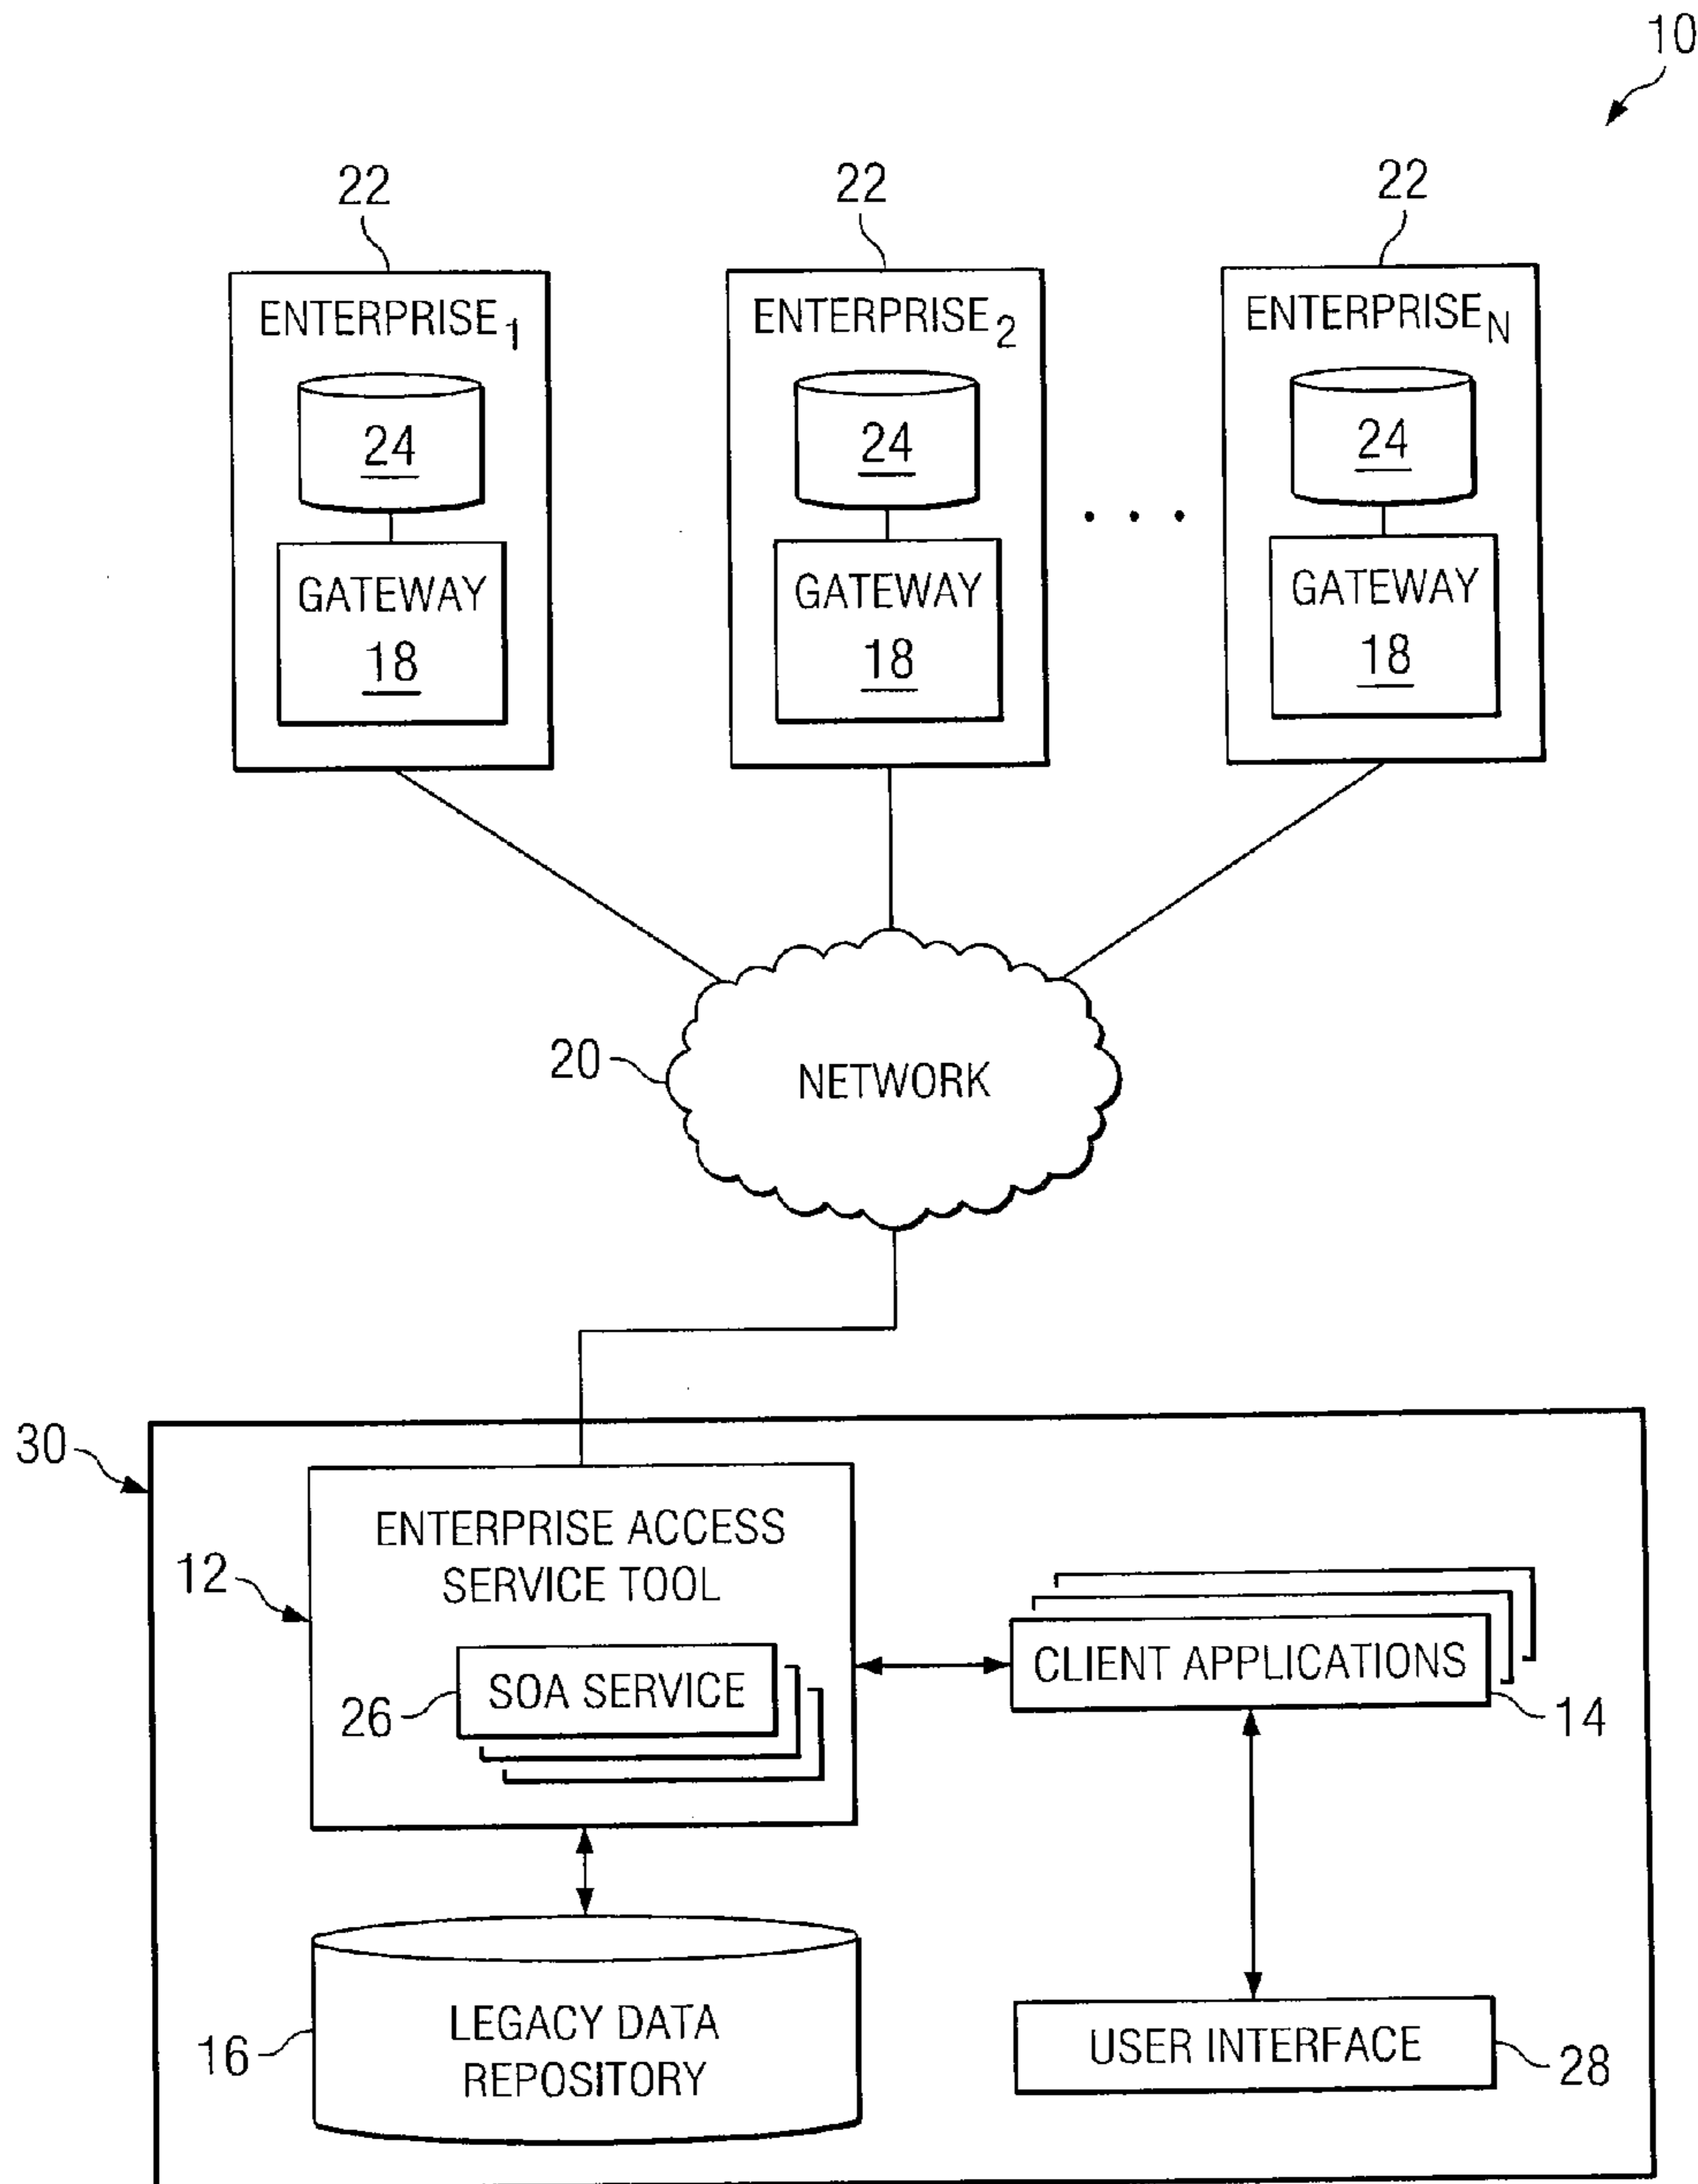 10
22
22
22
ENTERPRISE1
ENTERPRISE2
ENTERPRISEN
24
24
24
. . .
GATEWAY
18
GATEWAY
18
GATEWAY
18
20
NETWORK
30
ENTERPRISE ACCESS
SERVICE TOOL
12
SOA SERVICE
26
CLIENT APPLICATIONS
14
LEGACY DATA
REPOSITORY
16
USER INTERFACE
28